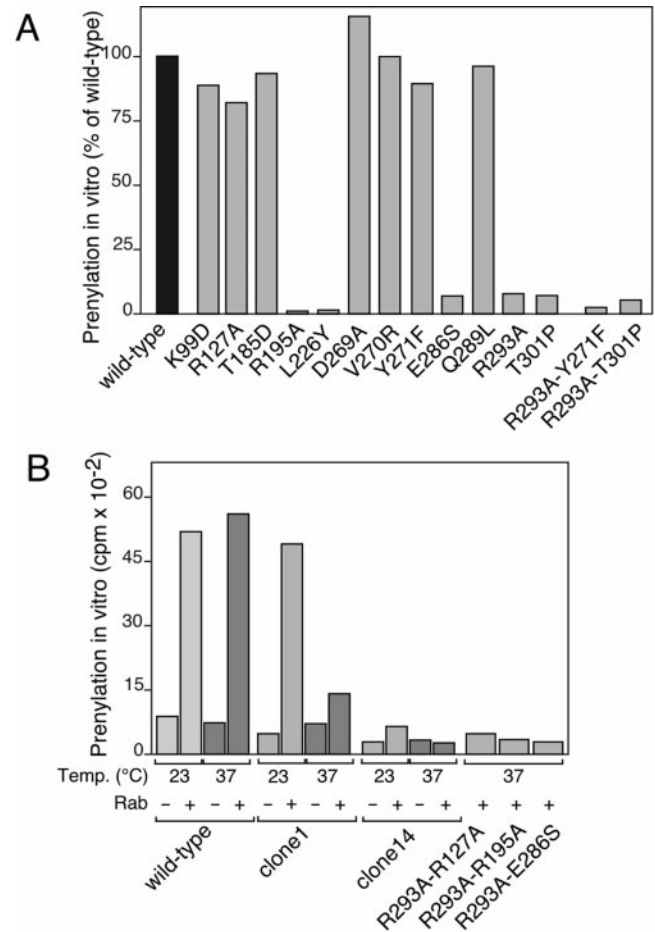 A
Prenylation in vitro (% of wild-type)
100
75
50
25
0
wild-type
K99D
R127A
T185D
R195A
L226Y
D269A
V270R
Y271F
E286S
Q289L
R293A
T301P
R293A-Y271F
R293A-T301P
B
Prenylation in vitro (cpm x 10-2)
60
45
30
15
0
Temp. (°C) 23 37 23 37 23 37 37
Rab − + − + − + − + − + − + + + +
wild-type
clone1
clone14
R293A-R127A
R293A-R195A
R293A-E286S